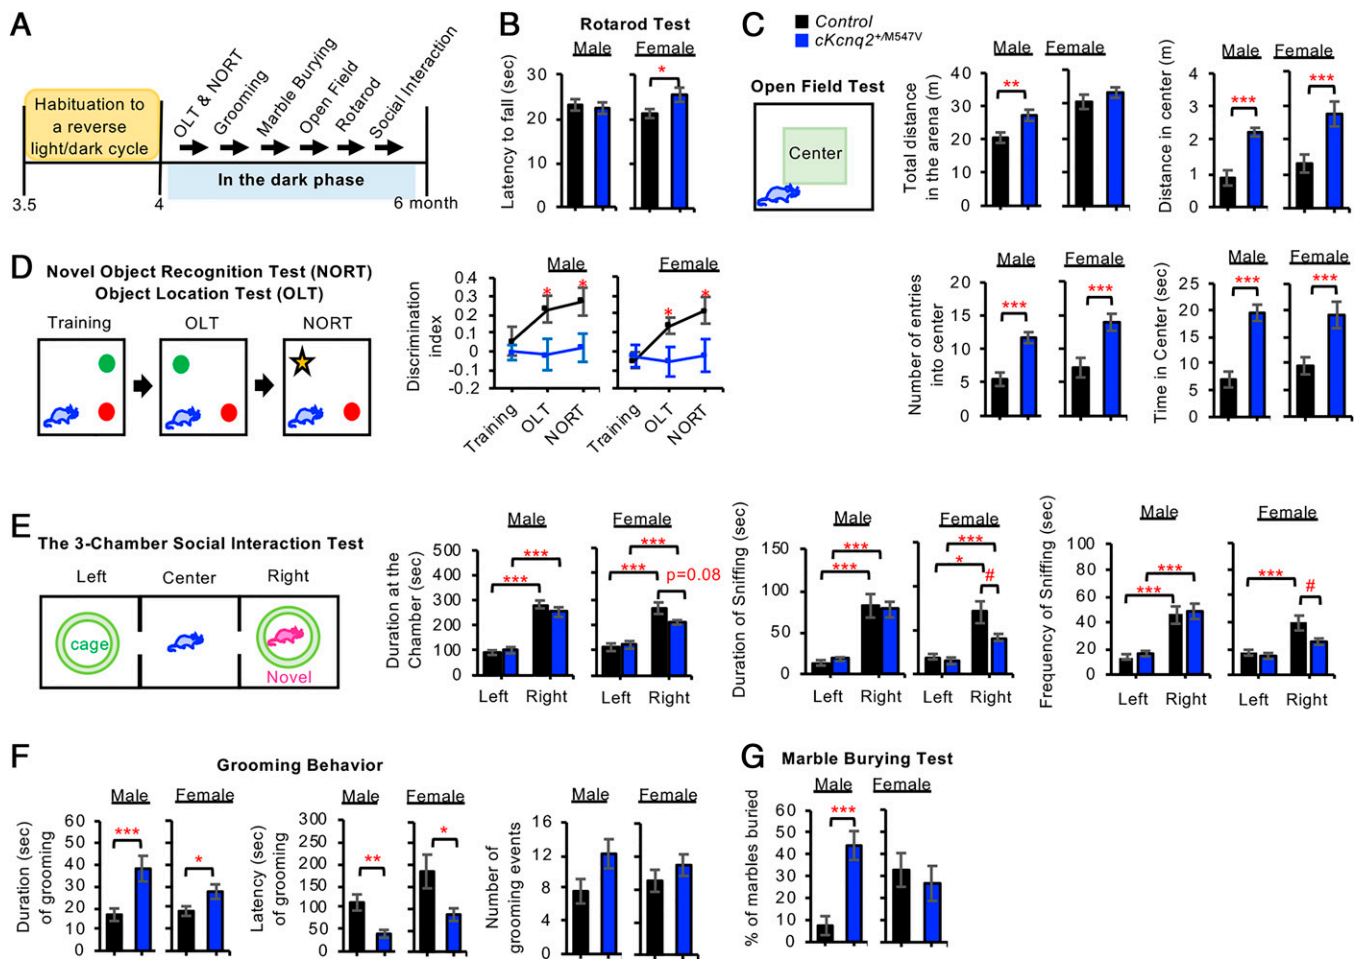 A
Habituation to
a reverse
light/dark cycle
OLT & NORT
Grooming
Marble Burying
Open Field
Rotarod
Social Interaction
In the dark phase
3.5
4
6 month
B
Rotarod Test
Male
Female
Latency to fall (sec)
30
20
10
0
*
C
Control
cKcnq2+/M547V
Open Field Test
Center
Male
Female
Total distance
in the arena (m)
40
30
20
10
0
**
Male
Female
Distance in center (m)
4
3
2
1
0
***
***
Male
Female
Number of entries
into center
20
15
10
5
0
***
***
Male
Female
Time in Center (sec)
25
20
15
10
5
0
***
***
D
Novel Object Recognition Test (NORT)
Object Location Test (OLT)
Training
OLT
NORT
Male
Female
Discrimination
index
0.4
0.3
0.2
0.1
0
-0.1
-0.2
*
*
*
*
Training
OLT
NORT
Training
OLT
NORT
E
The 3-Chamber Social Interaction Test
Left
Center
Right
cage
Novel
Male
Female
Duration at the
Chamber (sec)
500
400
300
200
100
0
***
***
***
***
p=0.08
Left
Right
Left
Right
Male
Female
Duration of Sniffing (sec)
150
100
50
0
***
***
***
*
#
Left
Right
Left
Right
Male
Female
Frequency of Sniffing (sec)
100
80
60
40
20
0
***
***
***
#
Left
Right
Left
Right
F
Grooming Behavior
Male
Female
Duration (sec)
of grooming
60
50
40
30
20
10
0
***
*
Male
Female
Latency (sec)
of grooming
300
250
200
150
100
50
0
**
*
Male
Female
Number of
grooming events
16
12
8
4
0
G
Marble Burying Test
Male
Female
% of marbles buried
60
50
40
30
20
10
0
***